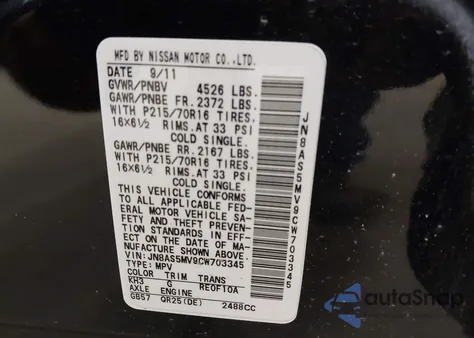 MFD BY NISSAN MOTOR CO.,LTD.
DATE 9/11
GVWR/PNBV 4526 LBS.
GAWR/PNBE FR. 2372 LBS.
WITH P215/70R16 TIRES,
16X6½ RIMS.AT 33 PSI
COLD SINGLE.
GAWR/PNBE RR. 2167 LBS.
WITH P215/70R16 TIRES,
16X6½ RIMS.AT 33 PSI
COLD SINGLE.
THIS VEHICLE CONFORMS
TO ALL APPLICABLE FED-
ERAL MOTOR VEHICLE SA-
FETY AND THEFT PREVEN-
TION STANDARDS IN EFF-
ECT ON THE DATE OF MA-
NUFACTURE SHOWN ABOVE.
VIN:JN8AS5MV9CW703345
TYPE:MPV
COLOR TRIM TRANS
KH3 G RE0F10A
AXLE ENGINE
GB57 QR25(DE) 2488CC
JN8AS5MV9CW703345
autoSnap